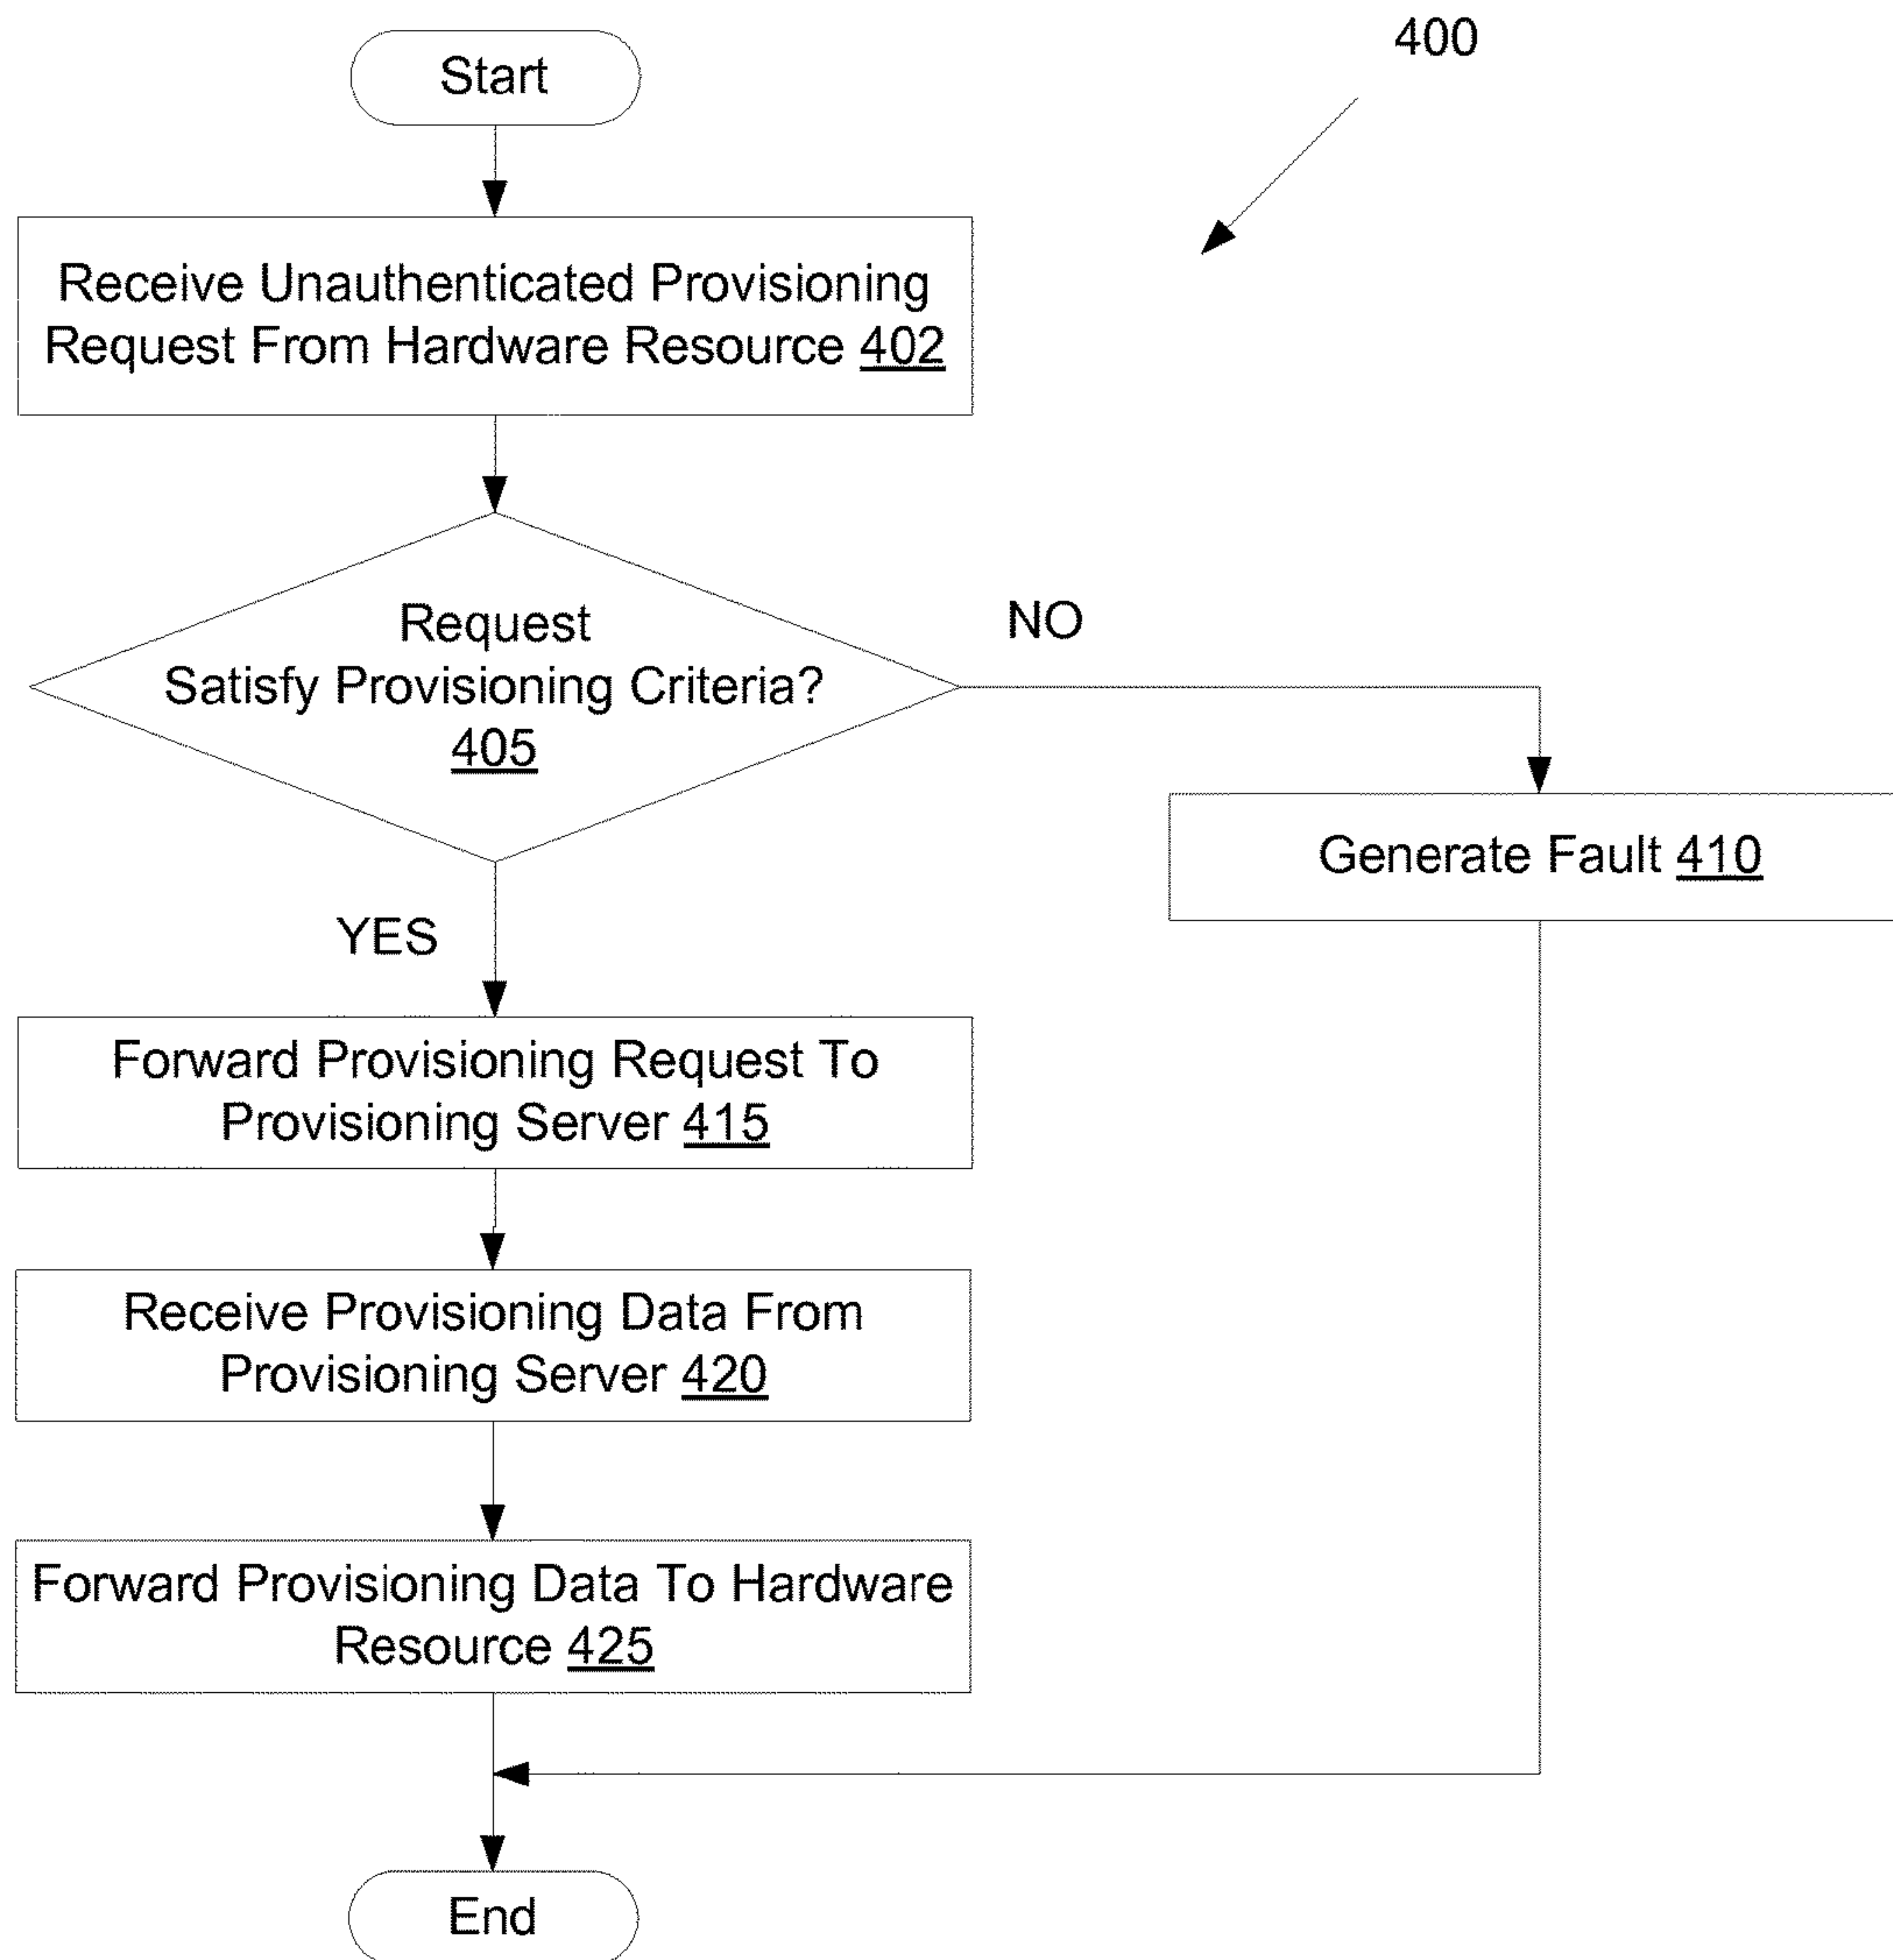 400
Start
Receive Unauthenticated Provisioning
Request From Hardware Resource 402
Request
Satisfy Provisioning Criteria?
405
NO
Generate Fault 410
YES
Forward Provisioning Request To
Provisioning Server 415
Receive Provisioning Data From
Provisioning Server 420
Forward Provisioning Data To Hardware
Resource 425
End